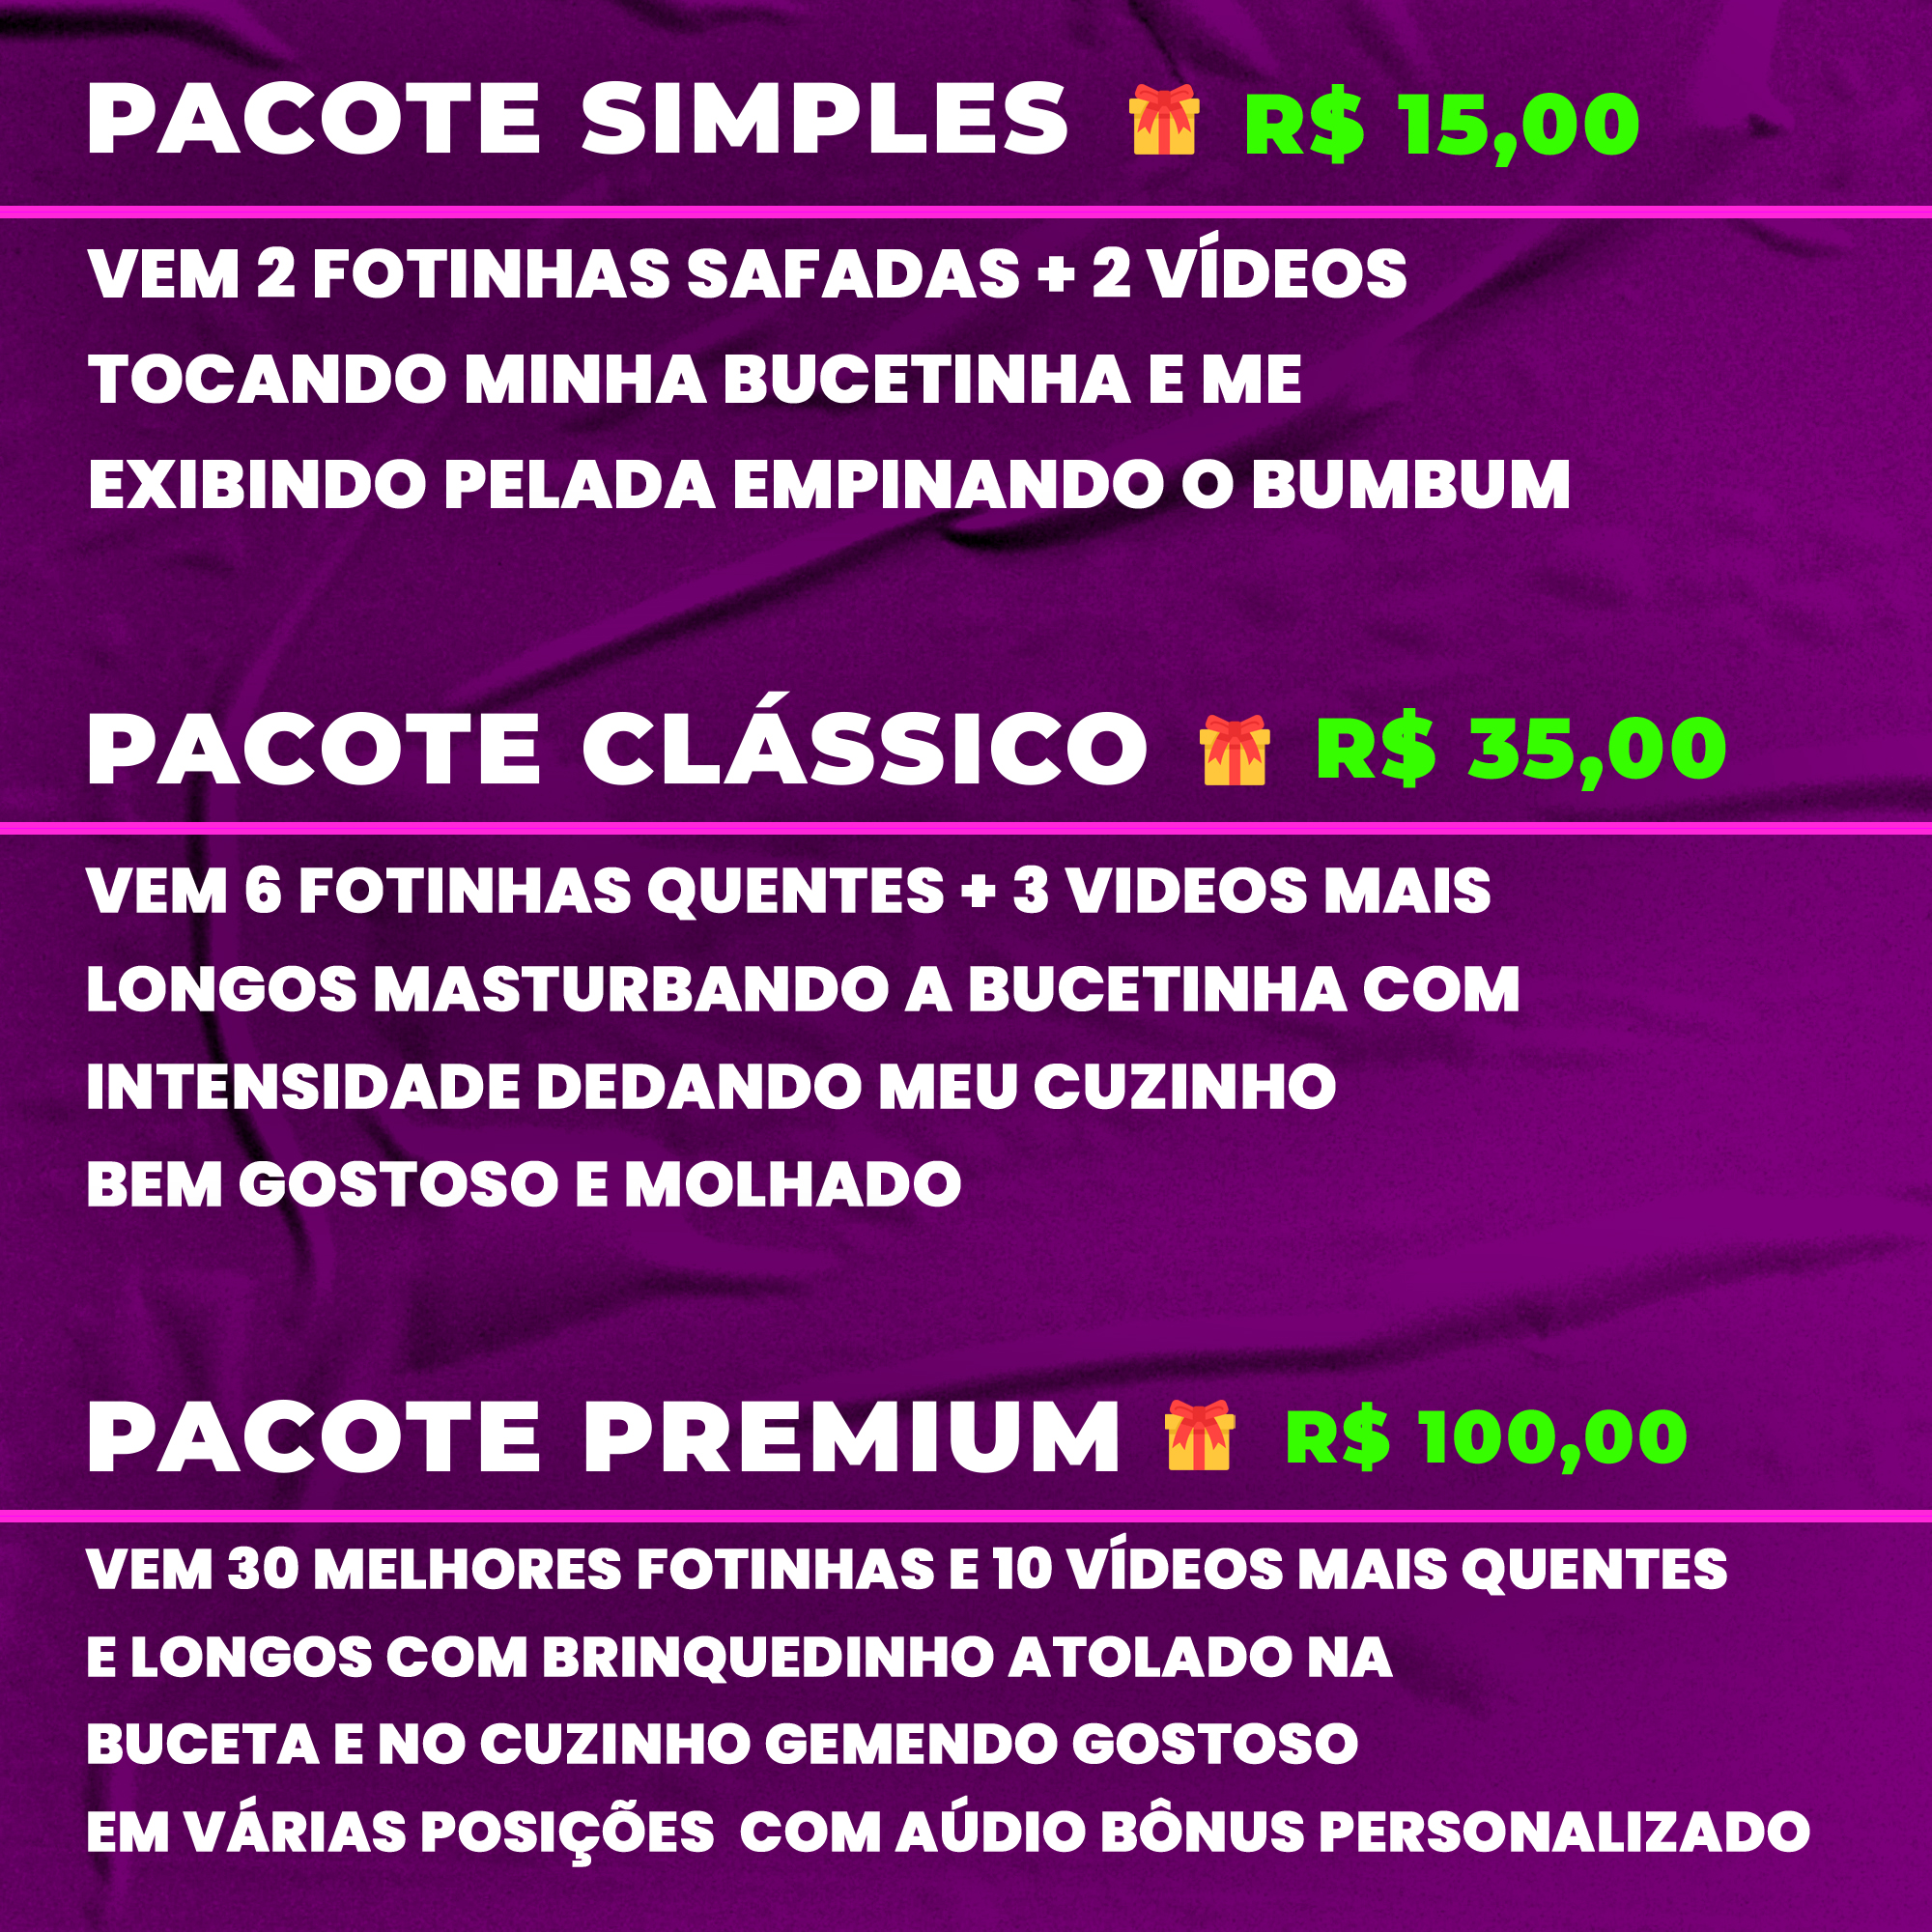 PACOTE SIMPLES 🎁 R$ 15,00
VEM 2 FOTINHAS SAFADAS + 2 VÍDEOS
TOCANDO MINHA BUCETINHA E ME
EXIBINDO PELADA EMPINANDO O BUMBUM
PACOTE CLÁSSICO 🎁 R$ 35,00
VEM 6 FOTINHAS QUENTES + 3 VIDEOS MAIS
LONGOS MASTURBANDO A BUCETINHA COM
INTENSIDADE DEDANDO MEU CUZINHO
BEM GOSTOSO E MOLHADO
PACOTE PREMIUM 🎁 R$ 100,00
VEM 30 MELHORES FOTINHAS E 10 VÍDEOS MAIS QUENTES
E LONGOS COM BRINQUEDINHO ATOLADO NA
BUCETA E NO CUZINHO GEMENDO GOSTOSO
EM VÁRIAS POSIÇÕES COM AÚDIO BÔNUS PERSONALIZADO